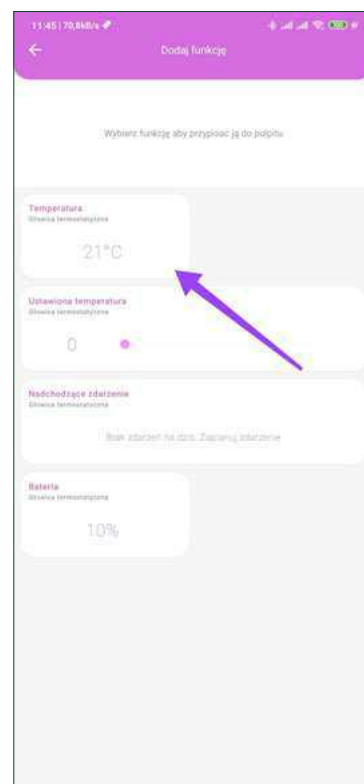 11:45 | 70,8kB/s
Dodaj funkcję
Wybierz funkcję aby przypisać ją do pulpitu
Temperatura
Głowica termostatyczna
21°C
Ustawiona temperatura
Głowica termostatyczna
0
Nadchodzące zdarzenie
Głowica termostatyczna
Brak zdarzeń na dziś. Zaplanuj zdarzenie
Bateria
Głowica termostatyczna
10%